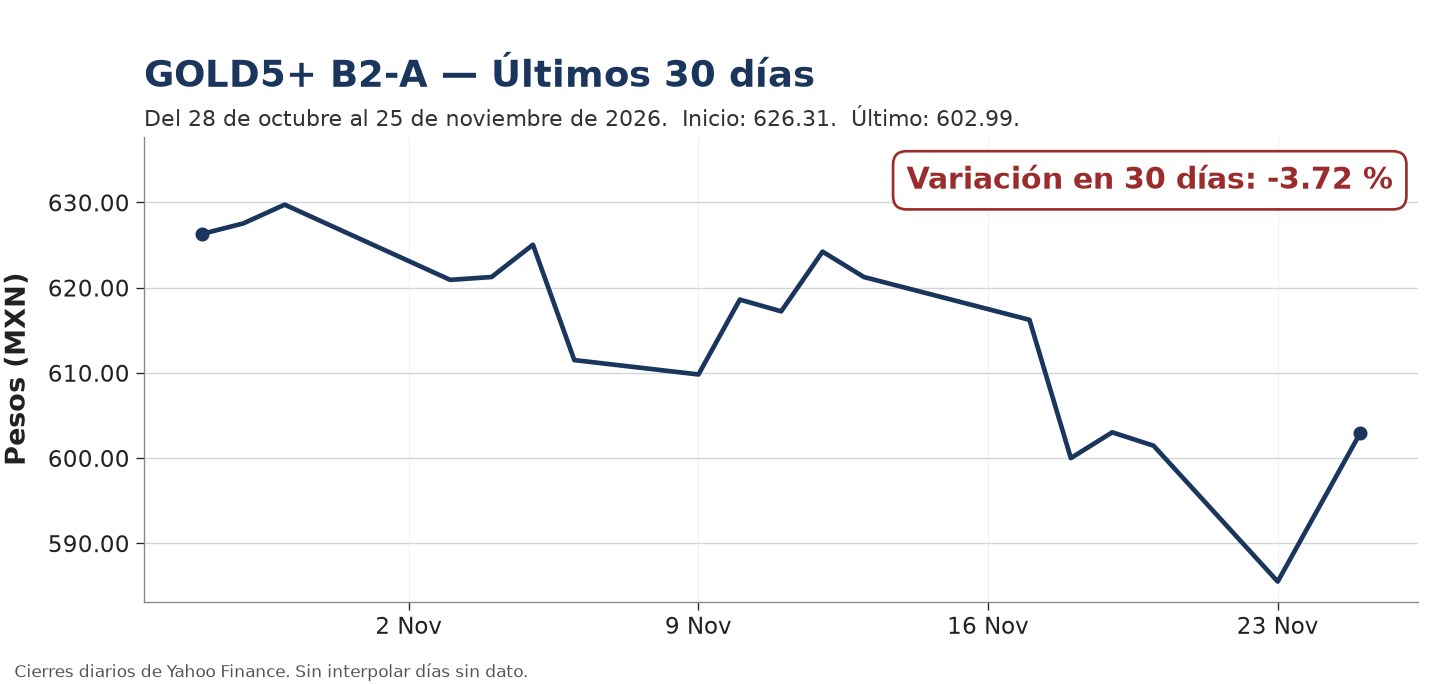 GOLD5+ B2-A — Últimos 30 días
Del 28 de octubre al 25 de noviembre de 2026.  Inicio: 626.31.  Último: 602.99.
Variación en 30 días: -3.72 %
Pesos (MXN)
630.00
620.00
610.00
600.00
590.00
2 Nov
9 Nov
16 Nov
23 Nov
Cierres diarios de Yahoo Finance. Sin interpolar días sin dato.